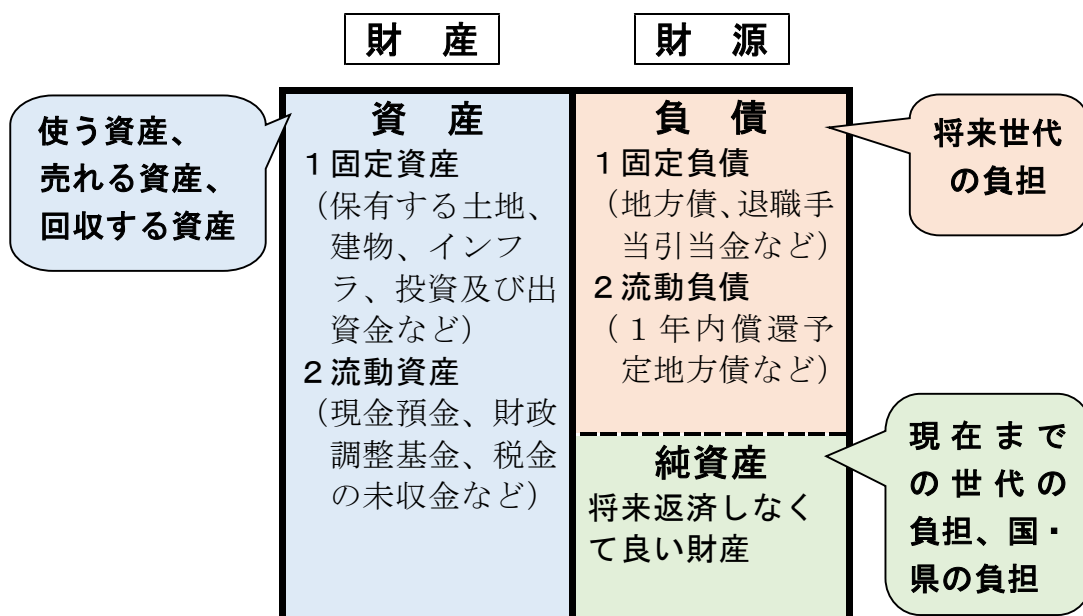 財　産
財　源
使う資産、
売れる資産、
回収する資産
資　産
１固定資産
（保有する土地、
建物、インフ
ラ、投資及び出
資金など）
２流動資産
（現金預金、財政
調整基金、税金
の未収金など）
負　債
１固定負債
（地方債、退職手
当引当金など）
２流動負債
（１年内償還予
定地方債など）
将来世代
の負担
純資産
将来返済しなく
て良い財産
現在まで
の世代の
負担、国・
県の負担